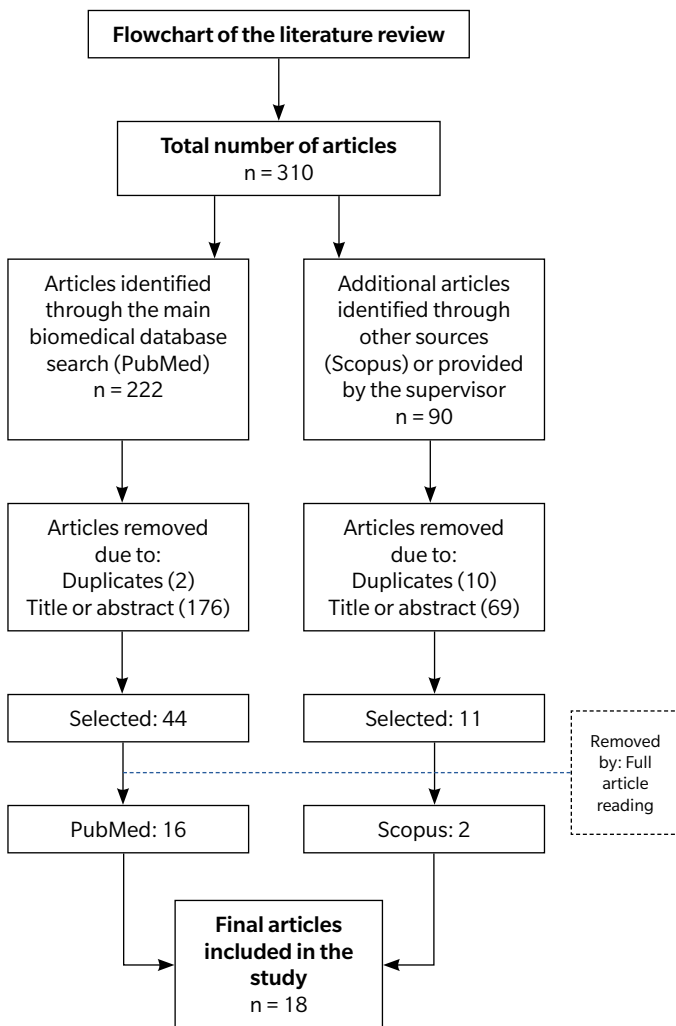 Flowchart of the literature review
Total number of articles
n = 310
Articles identified
through the main
biomedical database
search (PubMed)
n = 222
Additional articles
identified through
other sources
(Scopus) or provided
by the supervisor
n = 90
Articles removed
due to:
Duplicates (2)
Title or abstract (176)
Articles removed
due to:
Duplicates (10)
Title or abstract (69)
Selected: 44
Selected: 11
Removed
by: Full
article
reading
PubMed: 16
Scopus: 2
Final articles
included in the
study
n = 18